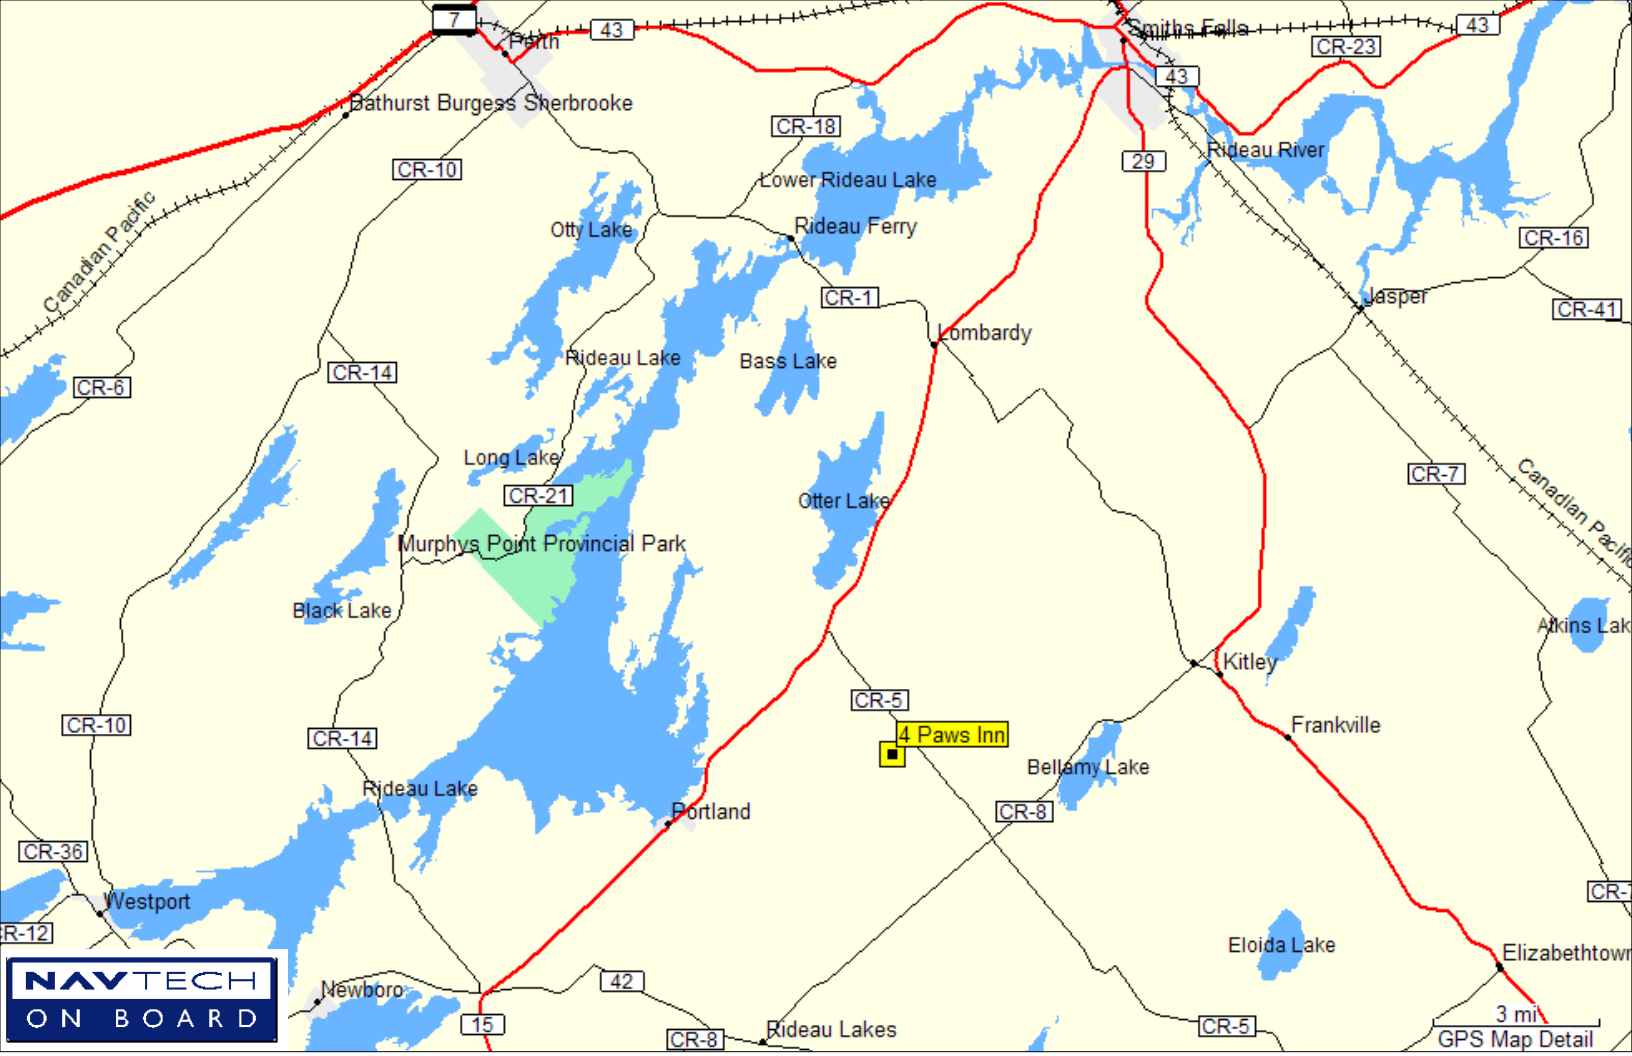 7
43
Smiths Falls
43
Perth
CR-23
43
Bathurst Burgess Sherbrooke
CR-18
CR-10
29
Rideau River
Lower Rideau Lake
Canadian Pacific
Otty Lake
Rideau Ferry
CR-16
CR-1
Jasper
CR-41
Lombardy
Rideau Lake
Bass Lake
CR-14
CR-6
Long Lake
CR-21
Otter Lake
CR-7
Canadian Pacific
Murphys Point Provincial Park
Black Lake
Atkins Lak
Kitley
CR-5
CR-10
CR-14
4 Paws Inn
Frankville
Bellamy Lake
Rideau Lake
Portland
CR-8
CR-36
Westport
CR-7
CR-12
Eloida Lake
Elizabethtown
NAVTECH
ON BOARD
Newboro
42
15
CR-8
Rideau Lakes
CR-5
3 mi
GPS Map Detail